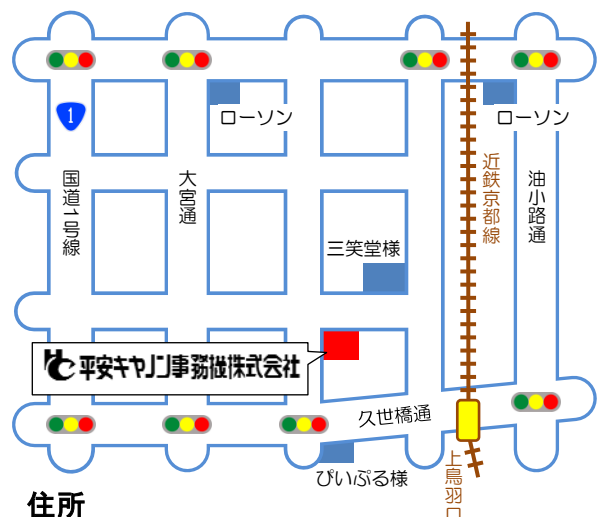 1
ローソン
ローソン
国道1号線
大宮通
近鉄京都線
油小路通
三笑堂様
平安キヤノン事務機株式会社
久世橋通
ぴいぷる様
上鳥羽口
住所